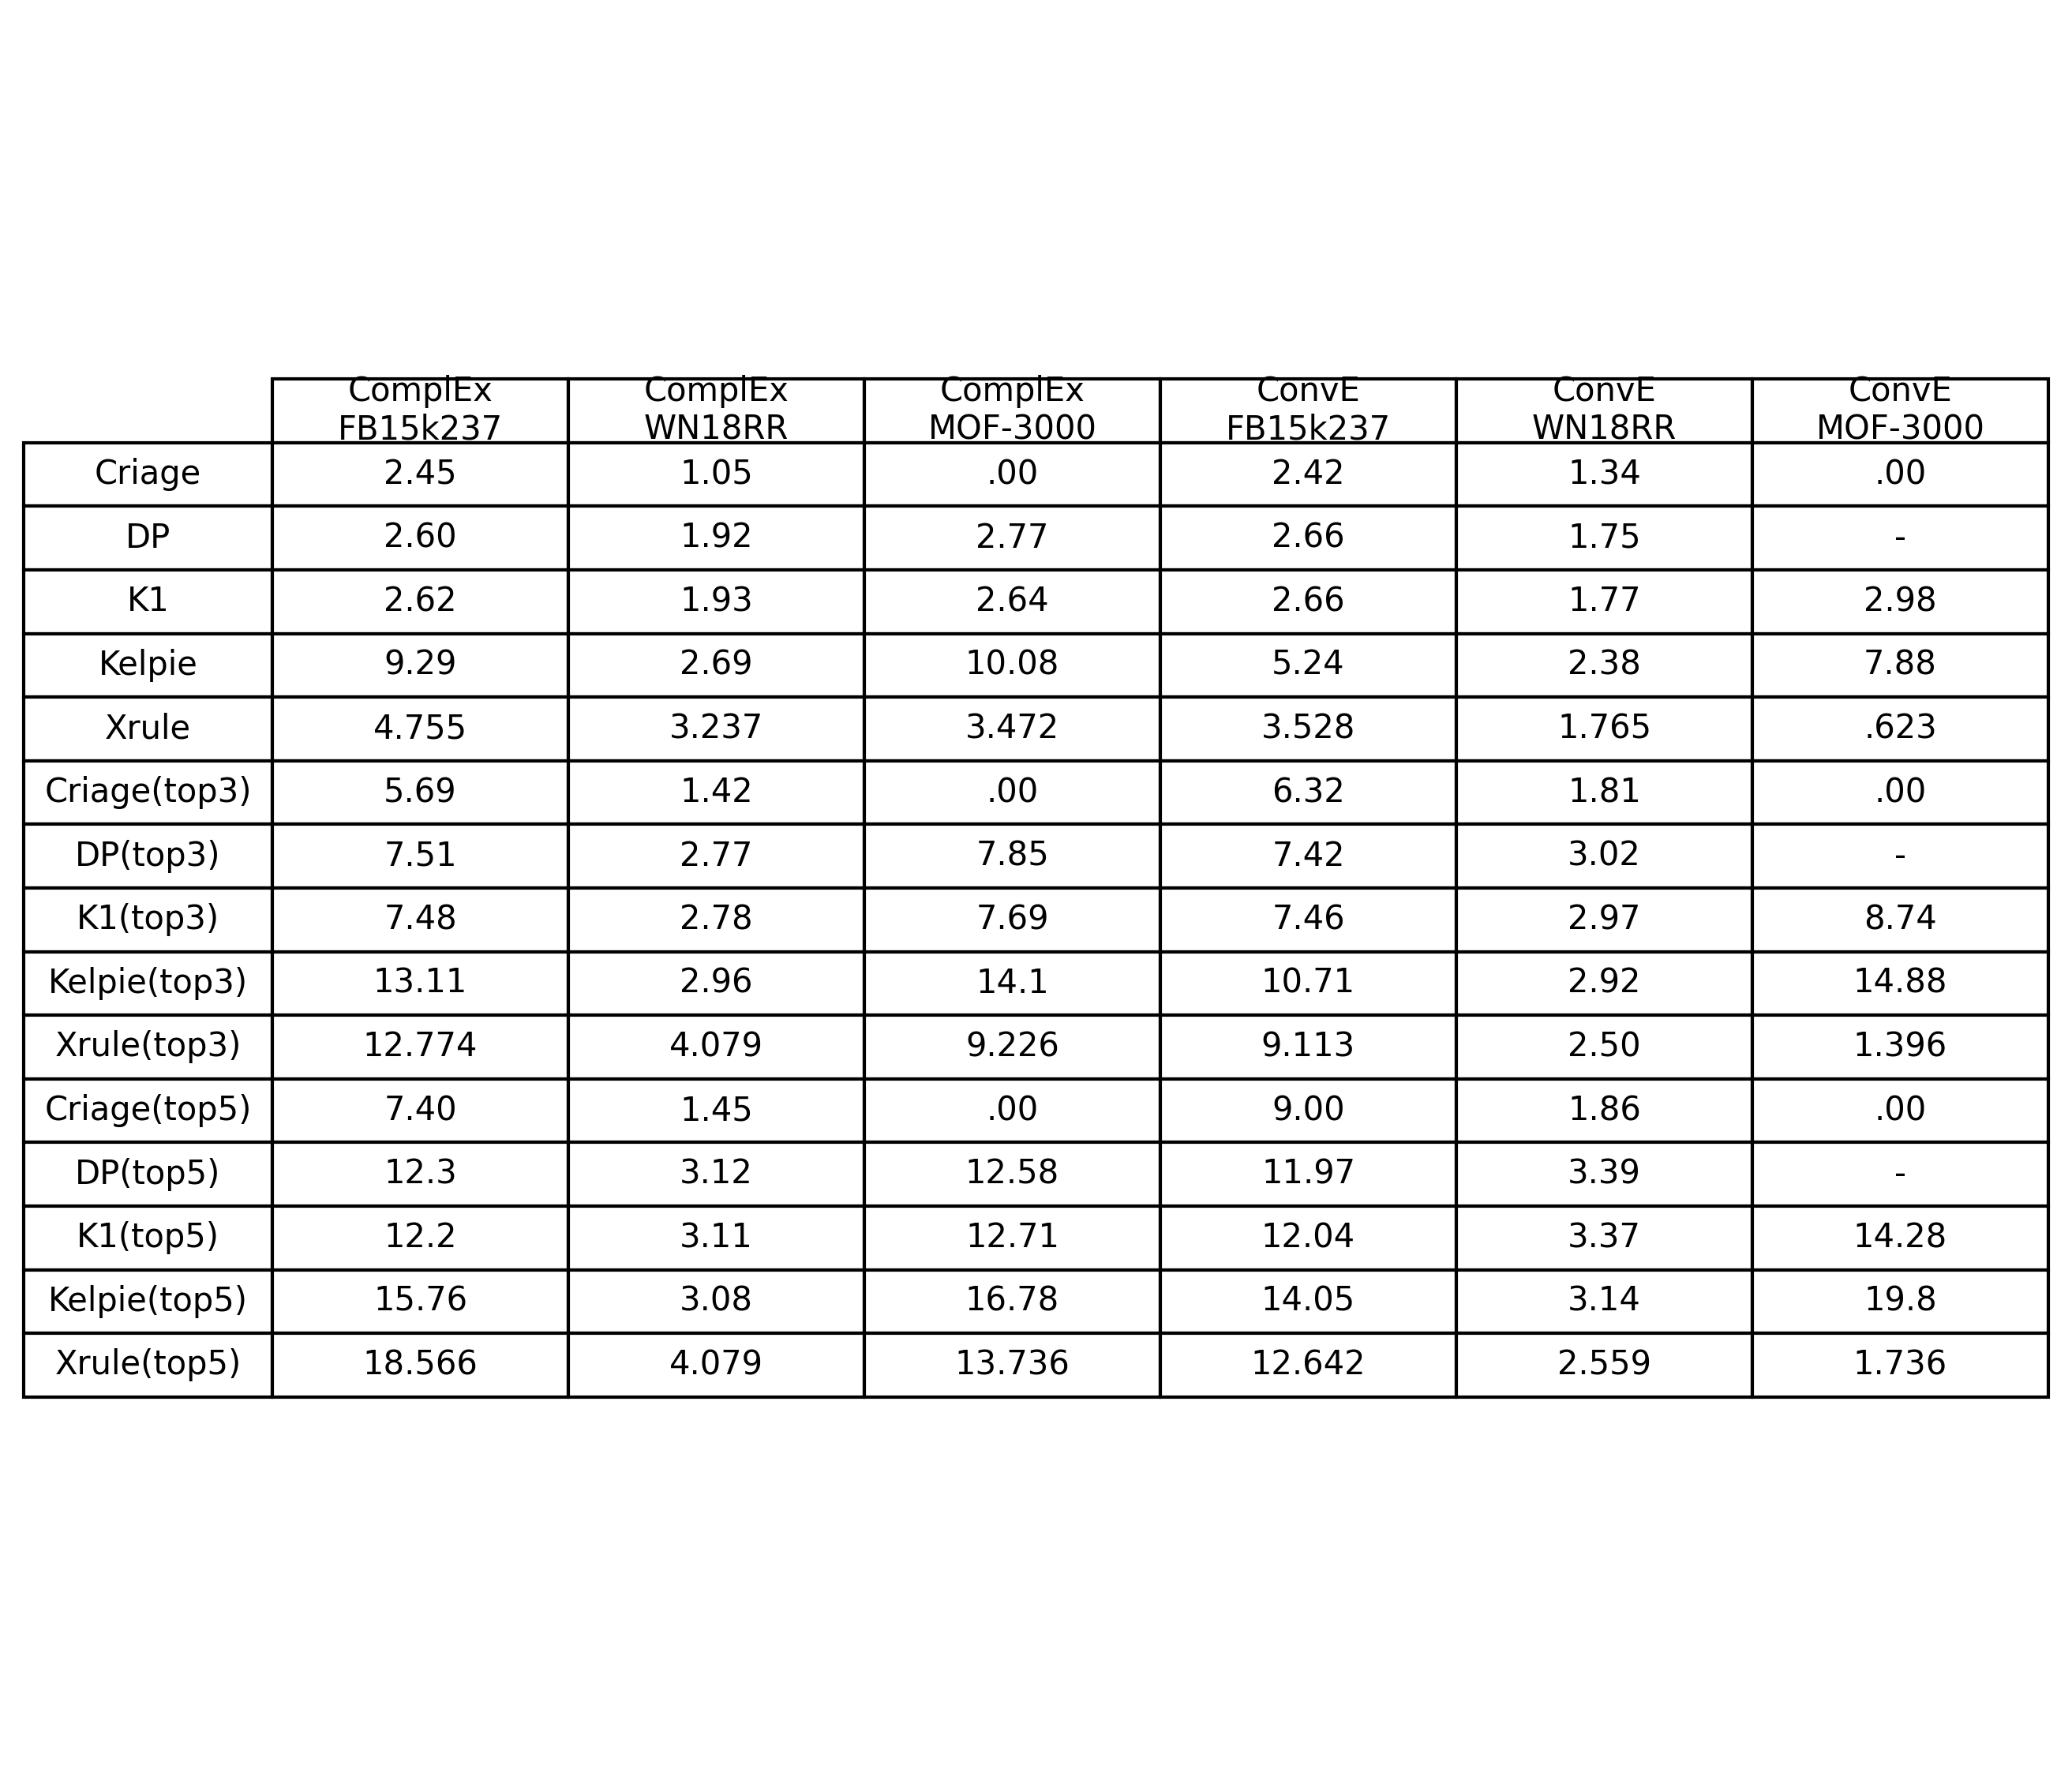 ComplEx ComplEx ComplEx ConvE ConvE ConvE
FB15k237 WN18RR MOF-3000 FB15k237 WN18RR MOF-3000
Criage 2.45 1.05 .00 2.42 1.34 .00
DP 2.60 1.92 2.77 2.66 1.75 -
K1 2.62 1.93 2.64 2.66 1.77 2.98
Kelpie 9.29 2.69 10.08 5.24 2.38 7.88
Xrule 4.755 3.237 3.472 3.528 1.765 .623
Criage(top3) 5.69 1.42 .00 6.32 1.81 .00
DP(top3) 7.51 2.77 7.85 7.42 3.02 -
K1(top3) 7.48 2.78 7.69 7.46 2.97 8.74
Kelpie(top3) 13.11 2.96 14.1 10.71 2.92 14.88
Xrule(top3) 12.774 4.079 9.226 9.113 2.50 1.396
Criage(top5) 7.40 1.45 .00 9.00 1.86 .00
DP(top5) 12.3 3.12 12.58 11.97 3.39 -
K1(top5) 12.2 3.11 12.71 12.04 3.37 14.28
Kelpie(top5) 15.76 3.08 16.78 14.05 3.14 19.8
Xrule(top5) 18.566 4.079 13.736 12.642 2.559 1.736